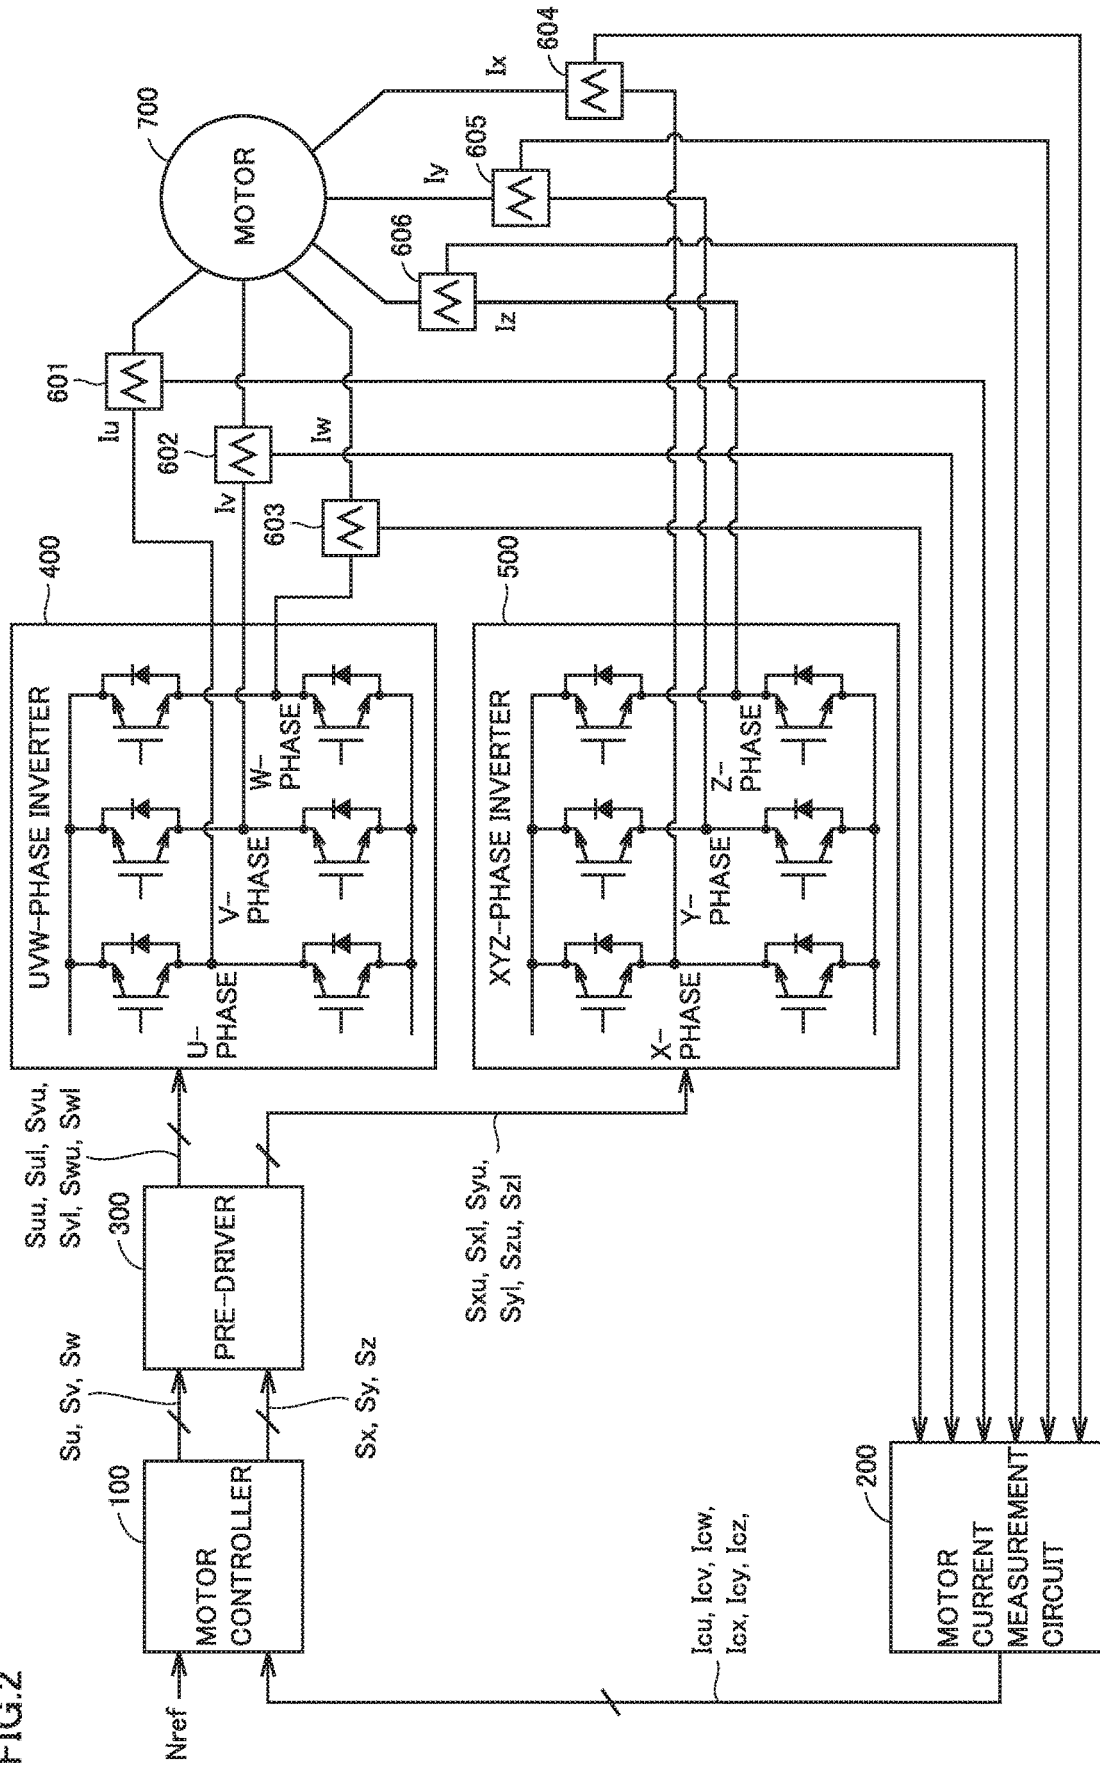 FIG.2
Nref
100
MOTOR
CONTROLLER
Su, Sv, Sw
Sx, Sy, Sz
300
PRE-DRIVER
Suu, Sul, Svu,
Svl, Swu, Swl
Sxu, Sxl, Syu,
Syl, Szu, Szl
400
UVW-PHASE INVERTER
U-
PHASE
V-
PHASE
W-
PHASE
500
XYZ-PHASE INVERTER
X-
PHASE
Y-
PHASE
Z-
PHASE
601
Iu
602
Iv
603
Iw
700
MOTOR
606
Iz
605
Iy
604
Ix
200
MOTOR
CURRENT
MEASUREMENT
CIRCUIT
Icu, Icv, Icw,
Icx, Icy, Icz,